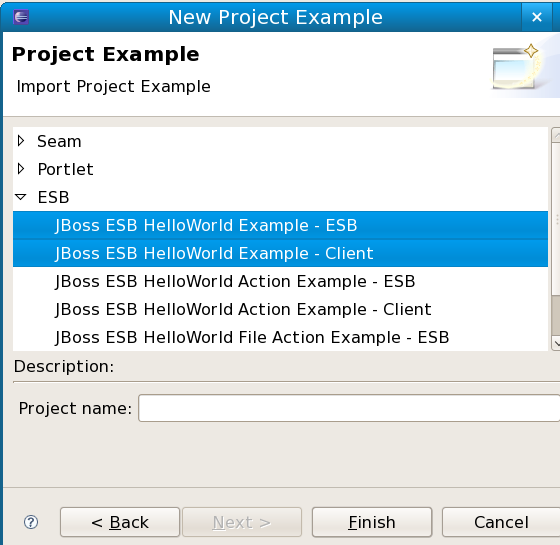 New Project Example
Project Example
Import Project Example
Seam
Portlet
ESB
JBoss ESB HelloWorld Example - ESB
JBoss ESB HelloWorld Example - Client
JBoss ESB HelloWorld Action Example - ESB
JBoss ESB HelloWorld Action Example - Client
JBoss ESB HelloWorld File Action Example - ESB
Description:
Project name:
< Back Next > Finish Cancel